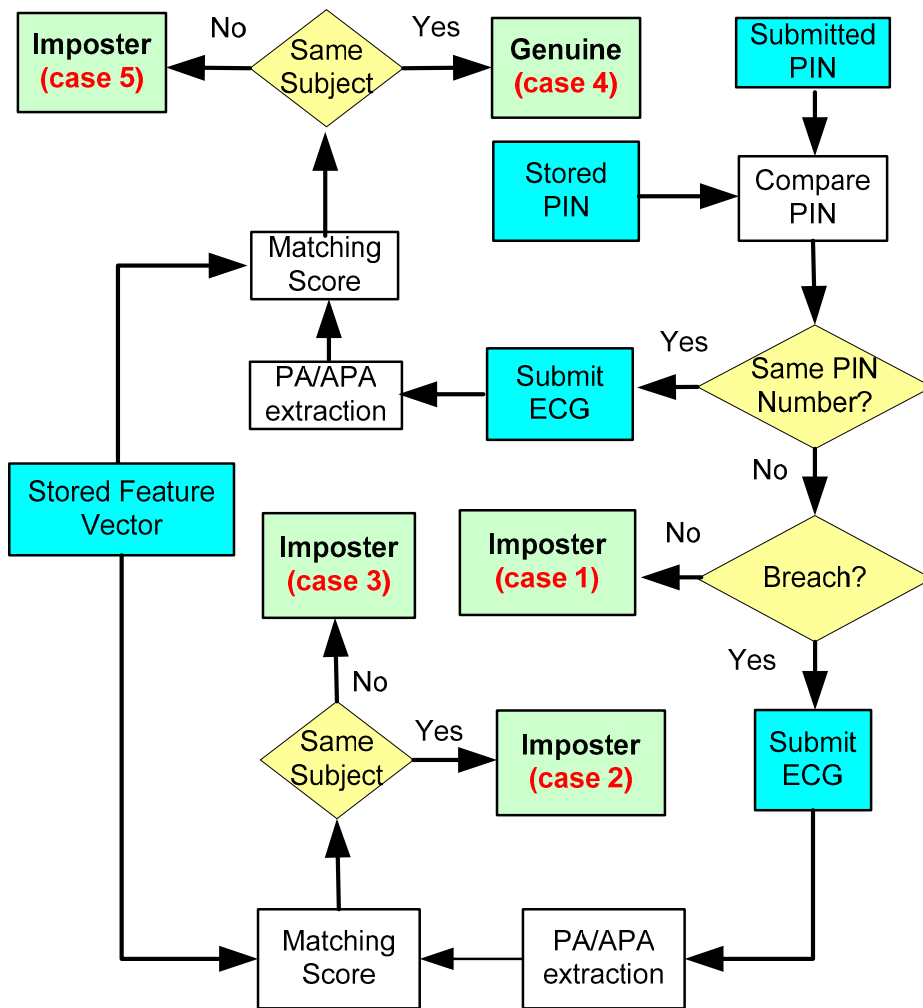 No
Yes
Imposter
(case 5)
Same
Subject
Genuine
(case 4)
Submitted
PIN
Stored
PIN
Compare
PIN
Matching
Score
Yes
PA/APA
extraction
Submit
ECG
Same PIN
Number?
No
Stored Feature
Vector
Imposter
(case 3)
Imposter
(case 1)
No
Breach?
Yes
No
Same
Subject
Yes
Imposter
(case 2)
Submit
ECG
Matching
Score
PA/APA
extraction